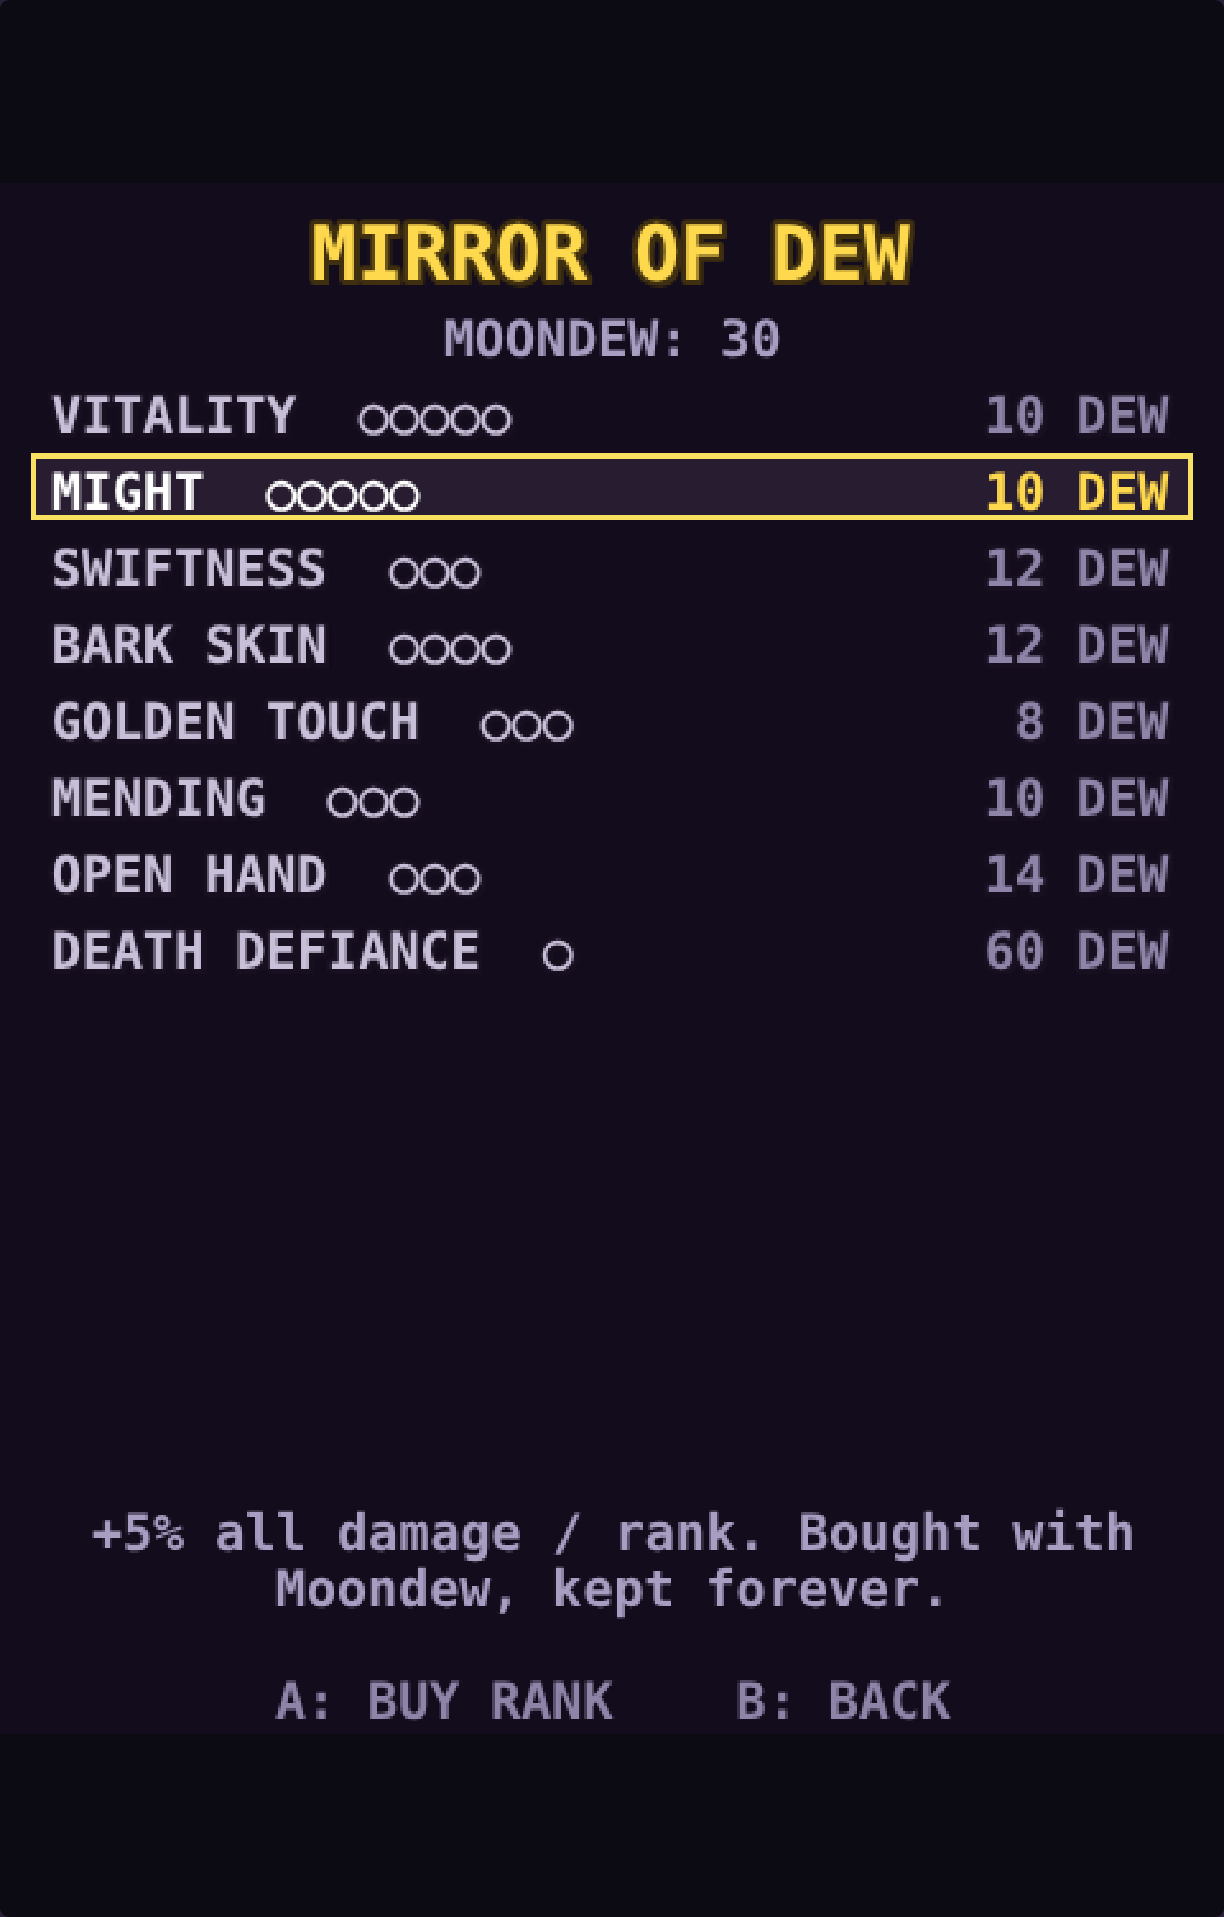 MIRROR OF DEW
MOONDEW: 30
VITALITY ○○○○○ 10 DEW
MIGHT ○○○○○ 10 DEW
SWIFTNESS ○○○ 12 DEW
BARK SKIN ○○○○ 12 DEW
GOLDEN TOUCH ○○○ 8 DEW
MENDING ○○○ 10 DEW
OPEN HAND ○○○ 14 DEW
DEATH DEFIANCE ○ 60 DEW
+5% all damage / rank. Bought with
Moondew, kept forever.
A: BUY RANK B: BACK